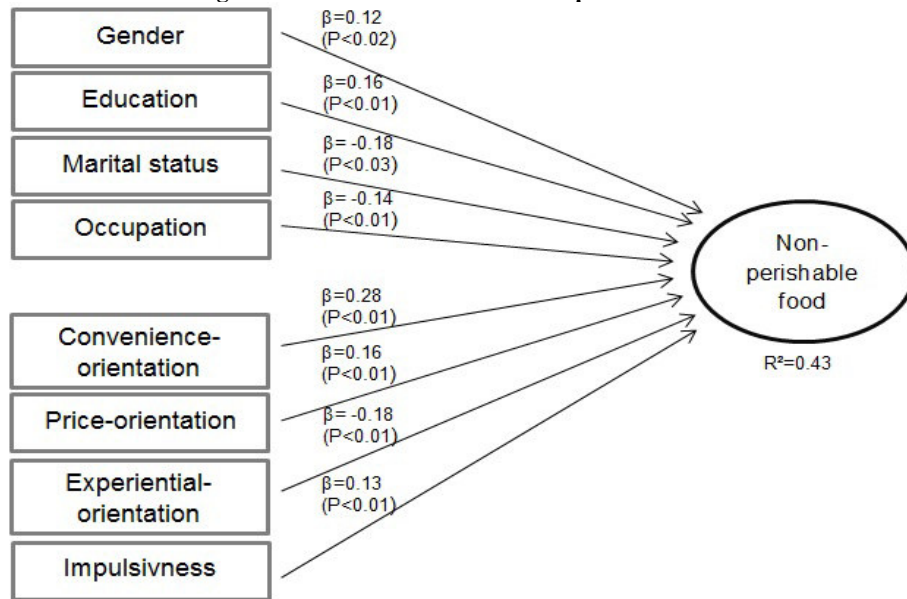 Gender
β=0.12
(P<0.02)
Education
β=0.16
(P<0.01)
Marital status
β= -0.18
(P<0.03)
Occupation
β= -0.14
(P<0.01)
Convenience-
orientation
β=0.28
(P<0.01)
Price-orientation
β=0.16
(P<0.01)
Experiential-
orientation
β= -0.18
(P<0.01)
Impulsivness
β=0.13
(P<0.01)
Non-
perishable
food
R²=0.43